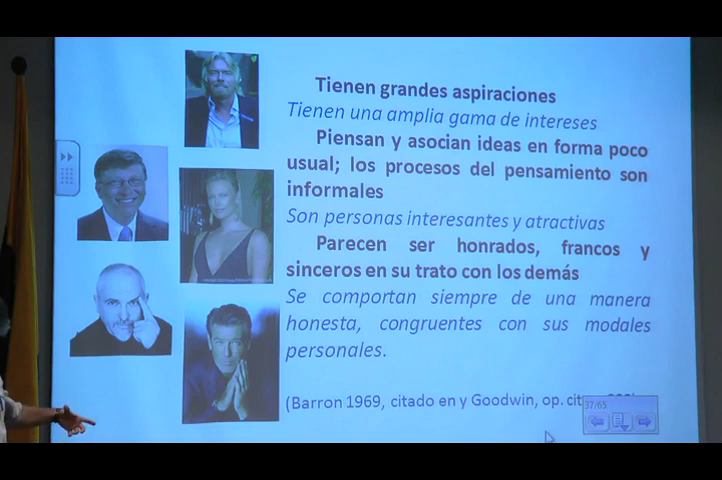 Tienen grandes aspiraciones
Tienen una amplia gama de intereses
Piensan y asocian ideas en forma poco
usual; los procesos del pensamiento son
informales
Son personas interesantes y atractivas
Parecen ser honrados, francos y
sinceros en su trato con los demás
Se comportan siempre de una manera
honesta, congruentes con sus modales
personales.
(Barron 1969, citado en y Goodwin, op. cit
37/65